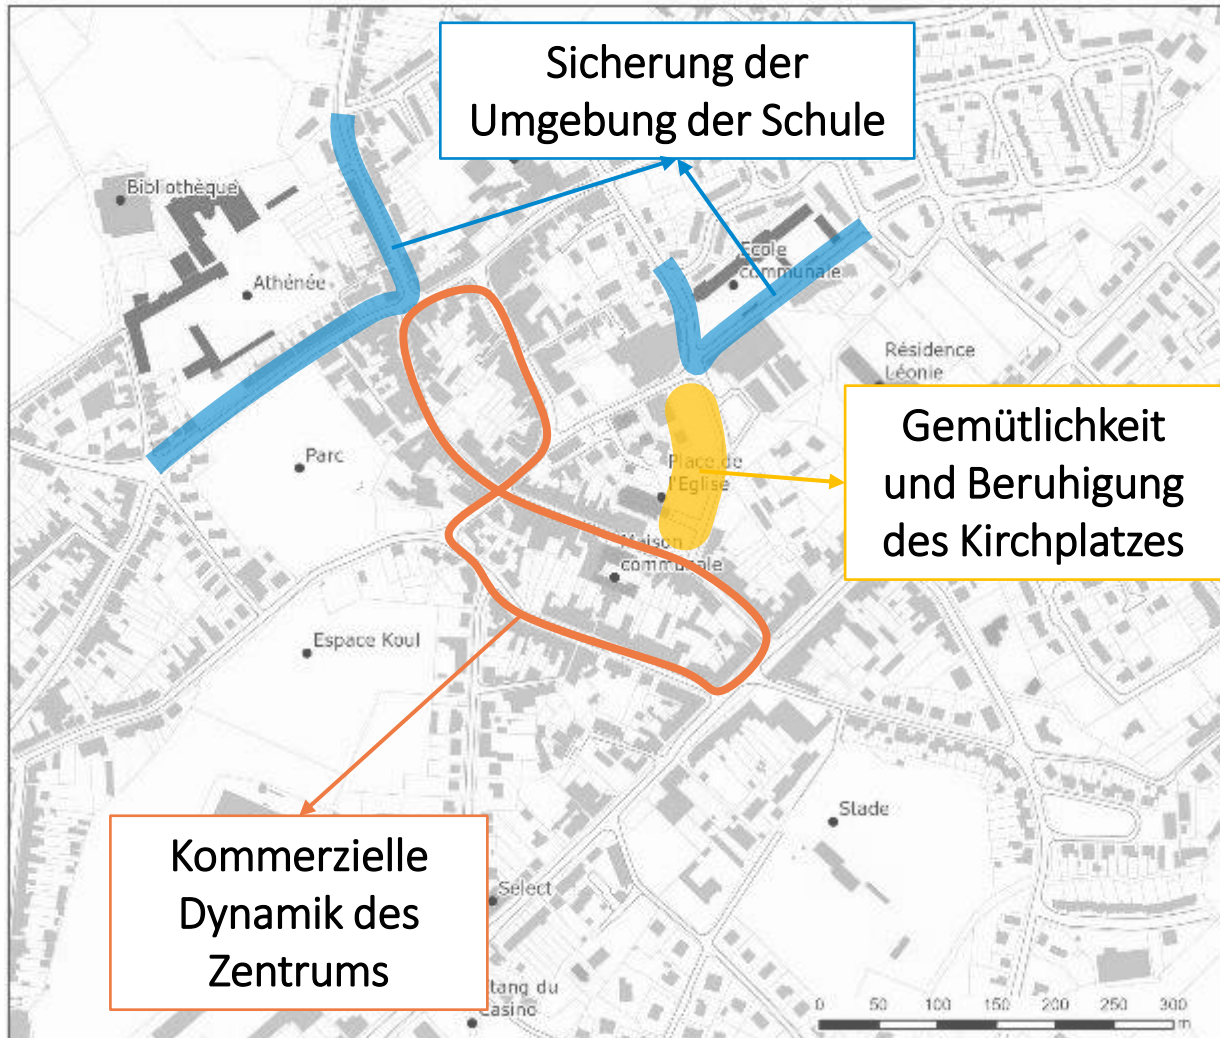 Sicherung der
Umgebung der Schule
Bibliothèque
Athénée
Ecole
communale
Résidence
Léonie
Gemütlichkeit
und Beruhigung
des Kirchplatzes
Parc
Place de
l'Eglise
Maison
communale
Espace Koul
Stade
Kommerzielle
Dynamik des
Zentrums
Select
tang du
Casino
0 50 100 150 200 250 300
m